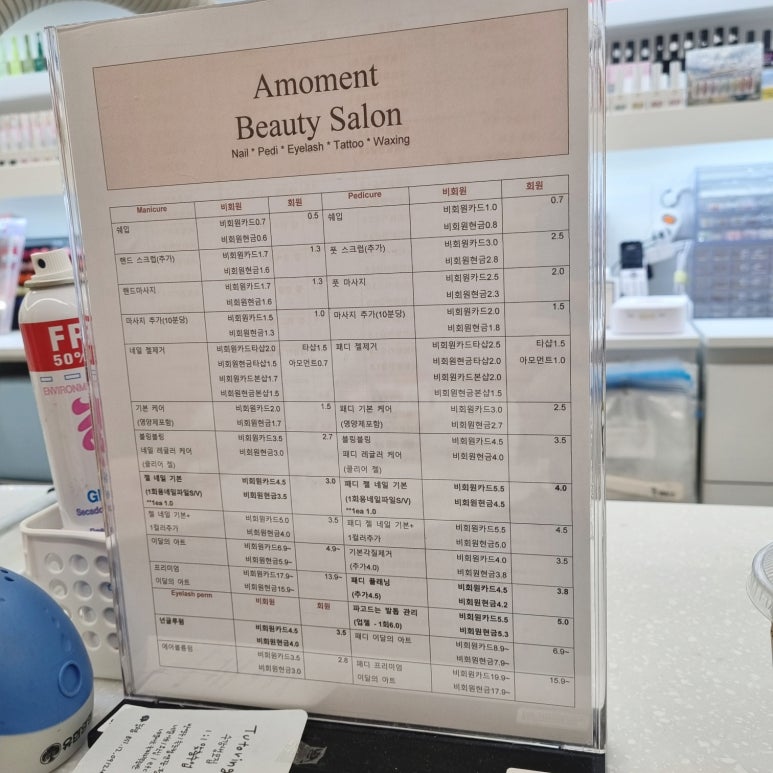 Amoment
Beauty Salon
Nail * Pedi * Eyelash * Tattoo * Waxing
Manicure 비회원 회원 Pedicure 비회원 회원
쉐입 비회원카드0.7 0.5 쉐입 비회원카드1.0 0.7
비회원현금0.6 비회원현금0.8
핸드 스크럽(추가) 비회원카드1.7 1.3 풋 스크럽(추가) 비회원카드3.0 2.5
비회원현금1.6 비회원현금2.8
핸드마사지 비회원카드1.7 1.3 풋 마사지 비회원카드2.5 2.0
비회원현금1.6 비회원현금2.3
마사지 추가(10분당) 비회원카드1.5 1.0 마사지 추가(10분당) 비회원카드2.0 1.5
비회원현금1.3 비회원현금1.8
네일 젤제거 비회원카드타샵2.0 타샵1.5 패디 젤제거 비회원카드타샵2.5 타샵1.5
비회원현금타샵1.5 아모먼트0.7 비회원현금타샵2.0 아모먼트1.0
비회원카드본샵1.7 비회원카드본샵2.0
비회원현금본샵1.5 비회원현금본샵1.5
기본 케어 비회원카드2.0 1.5 패디 기본 케어 비회원카드3.0 2.5
(영양제포함) 비회원현금1.7 (영양제포함) 비회원현금2.7
블링블링 비회원카드3.5 2.7 블링블링 비회원카드4.5 3.5
네일 레귤러 케어 비회원현금3.0 패디 레귤러 케어 비회원현금4.0
(클리어 젤) (클리어 젤)
젤 네일 기본 비회원카드4.5 3.0 패디 젤 네일 기본 비회원카드5.5 4.0
(1회용네일파일S/V) 비회원현금3.5 (1회용네일파일S/V) 비회원현금4.5
**1ea 1.0 **1ea 1.0
젤 네일 기본+ 비회원카드5.0 3.5 패디 젤 네일 기본+ 비회원카드5.5 4.5
1컬러추가 비회원현금4.0 1컬러추가 비회원현금5.0
이달의 아트 비회원카드6.9~ 4.9~ 기본각질제거 비회원카드4.0 3.5
비회원현금5.9~ (추가4.0) 비회원현금3.8
프리미엄 비회원카드17.9~ 13.9~ 패디 플래닝 비회원카드4.5 3.8
이달의 아트 비회원현금15.9~ (추가4.5) 비회원현금4.2
Eyelash perm 비회원 회원 파고드는 발톱 관리 비회원카드5.5 5.0
(업젤 - 1회6.0) 비회원현금5.3
넌글루펌 비회원카드4.5 3.5 패디 이달의 아트 비회원카드8.9~ 6.9~
비회원현금4.0 비회원현금7.9~
에어롤륨펌 비회원카드3.5 2.8 패디 프리미엄 비회원카드19.9~ 15.9~
비회원현금3.0 이달의 아트 비회원현금17.9~
FR
50%
ENVIRONME
Gl
Secado
Tutoring